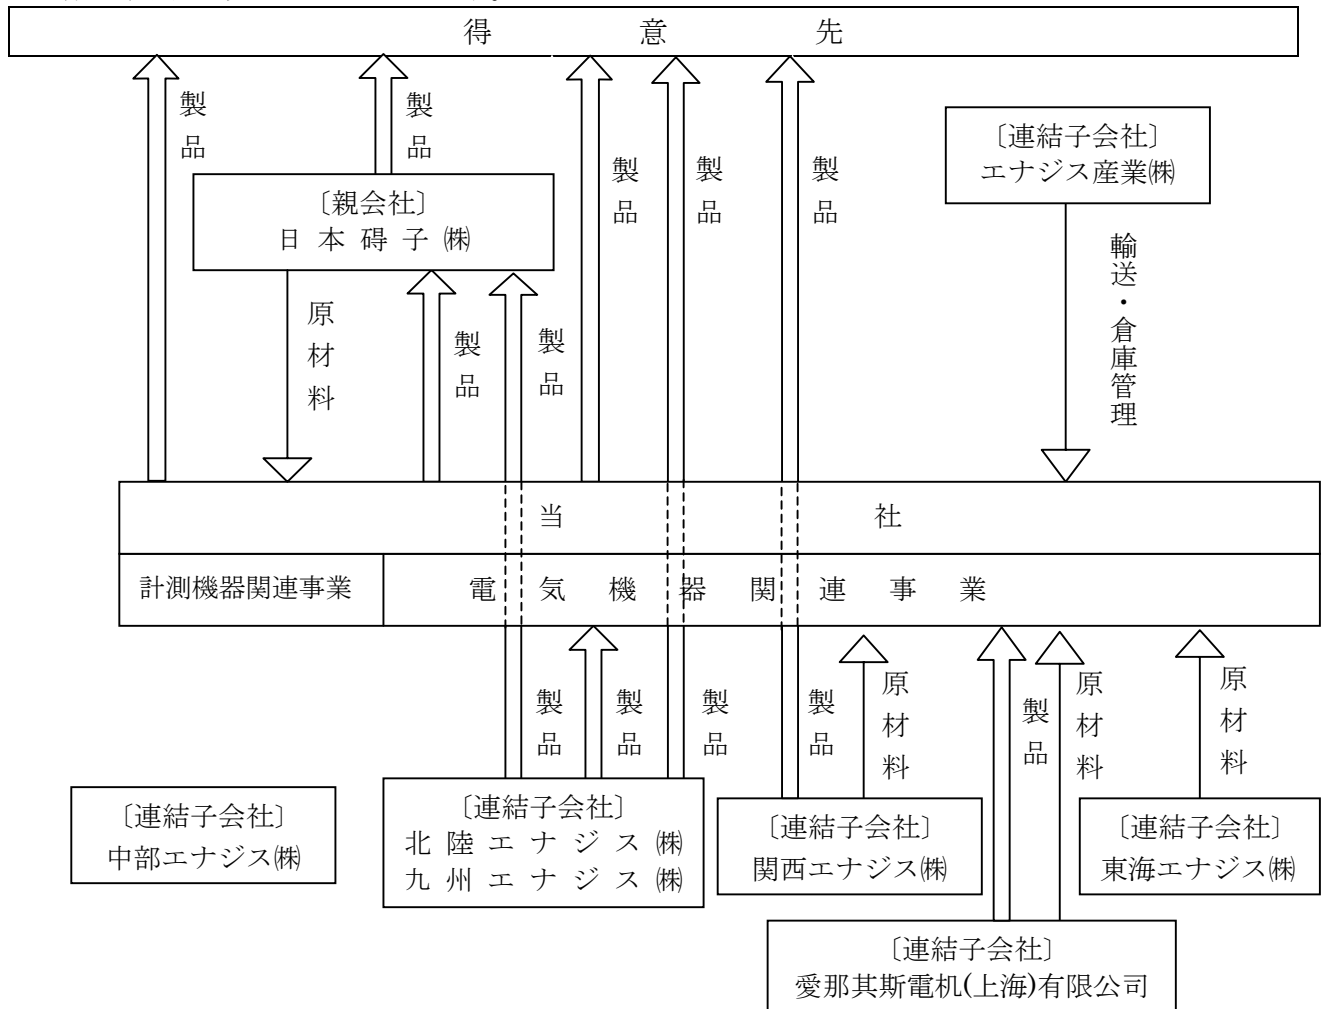 得意先
製品
製品
製品
製品
製品
〔連結子会社〕
エナジス産業㈱
〔親会社〕
日本碍子㈱
輸送・倉庫管理
原材料
製品
製品
当社
計測機器関連事業
電気機器関連事業
製品
製品
製品
製品
原材料
製品
原材料
原材料
〔連結子会社〕
中部エナジス㈱
〔連結子会社〕
北陸エナジス㈱
九州エナジス㈱
〔連結子会社〕
関西エナジス㈱
〔連結子会社〕
東海エナジス㈱
〔連結子会社〕
愛那其斯電机(上海)有限公司